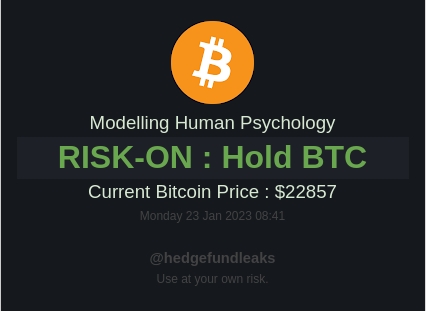 Modelling Human Psychology
RISK-ON : Hold BTC
Current Bitcoin Price : $22857
Monday 23 Jan 2023 08:41
@hedgefundleaks
Use at your own risk.